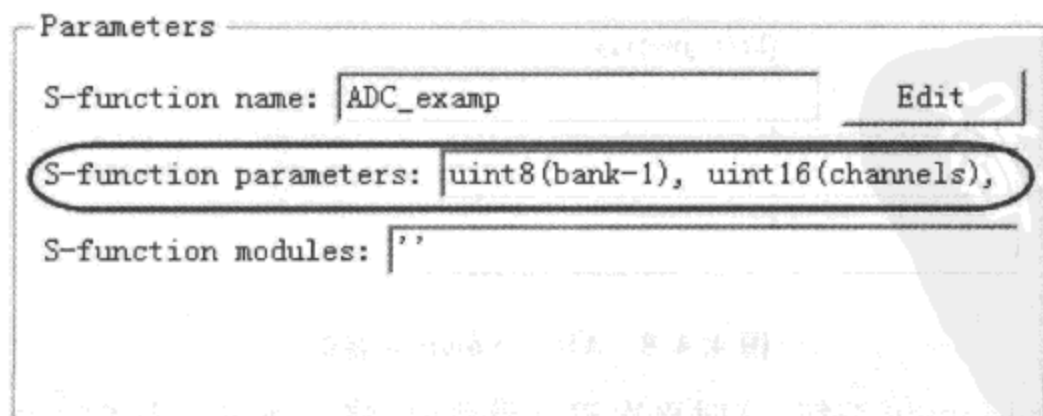 Parameters
S-function name: ADC_examp Edit
S-function parameters: uint8(bank-1), uint16(channels),
S-function modules: ''